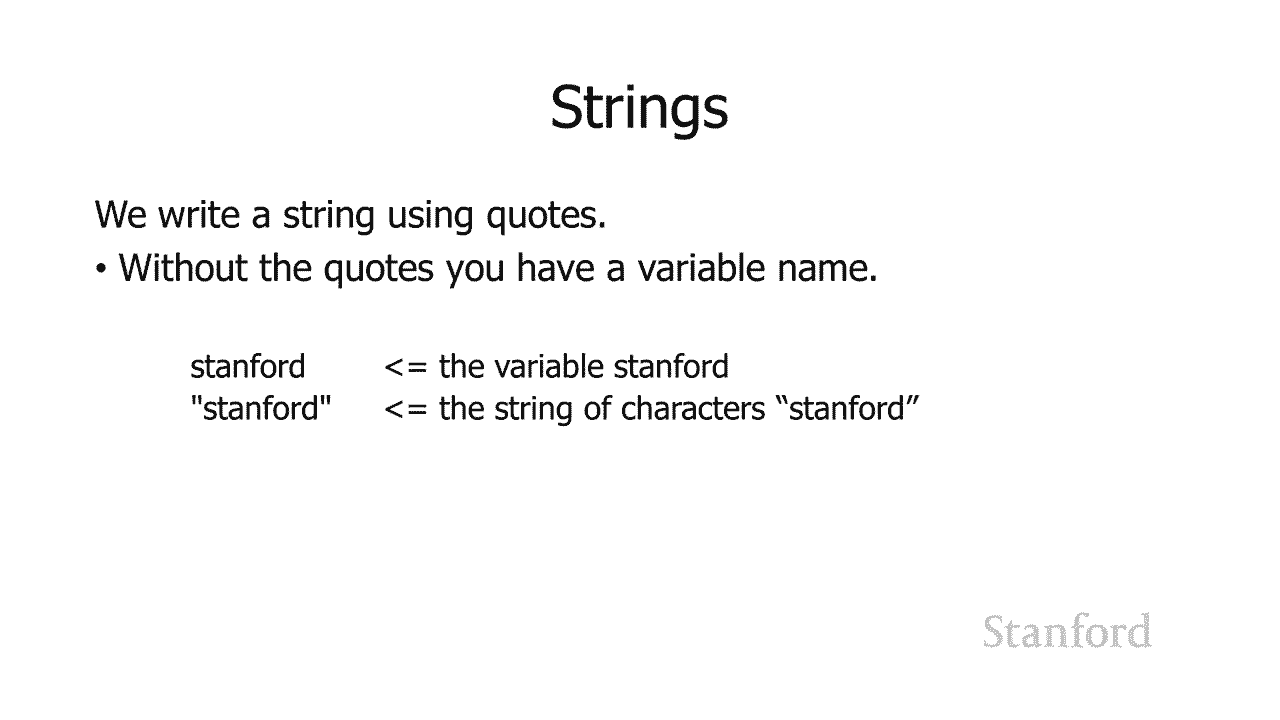 Strings
We write a string using quotes.
• Without the quotes you have a variable name.
stanford <= the variable stanford
"stanford" <= the string of characters “stanford”
Stanford